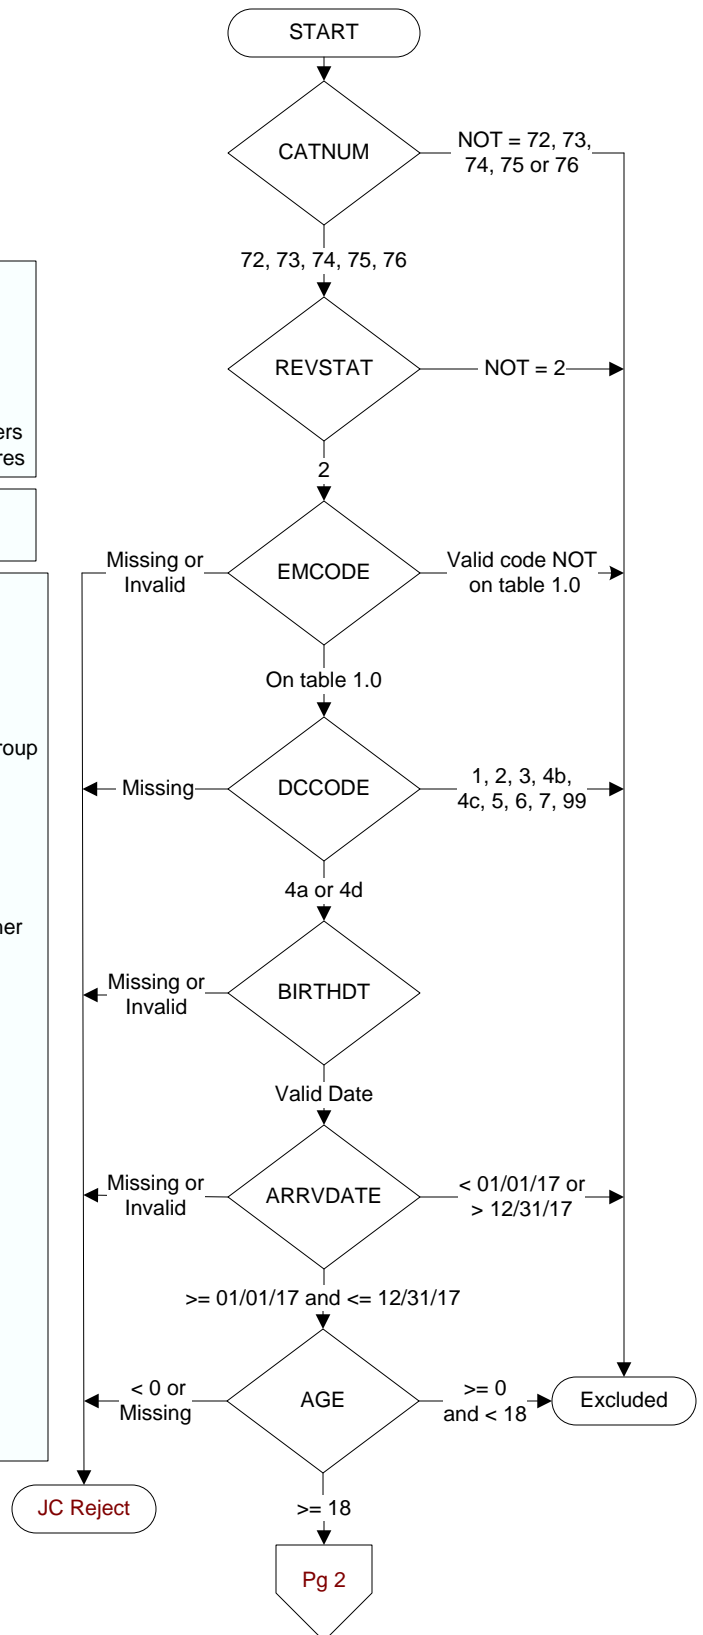 START
CATNUM
NOT = 72, 73,
74, 75 or 76
72, 73, 74, 75, 76
REVSTAT
NOT = 2
2
Missing or
Invalid
EMCODE
Valid code NOT
on table 1.0
On table 1.0
Missing
DCCODE
1, 2, 3, 4b,
4c, 5, 6, 7, 99
4a or 4d
Missing or
Invalid
BIRTHDT
Valid Date
Missing or
Invalid
ARRVDATE
< 01/01/17 or
> 12/31/17
>= 01/01/17 and <= 12/31/17
< 0 or
Missing
AGE
>= 0
and < 18
Excluded
JC Reject
>= 18
Pg 2